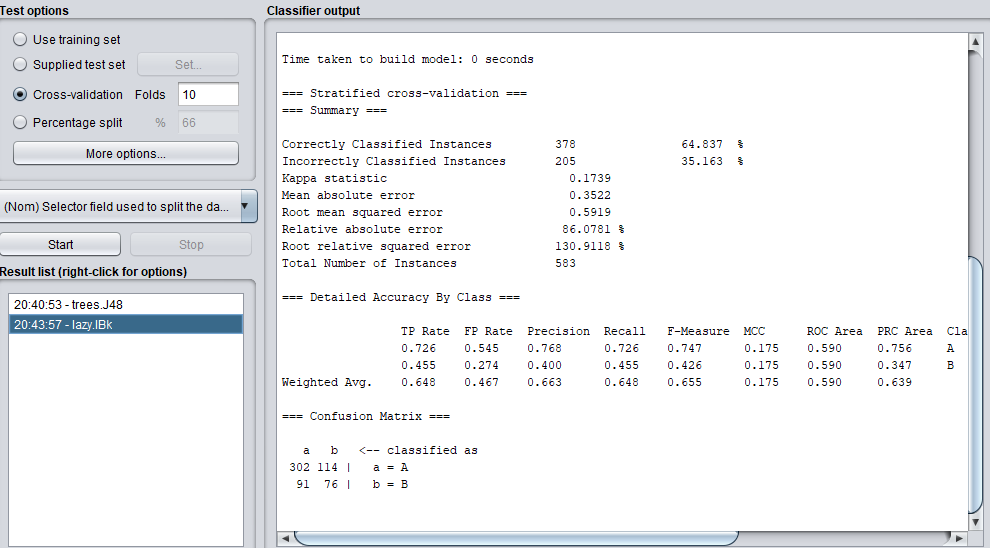 Test options
Use training set
Supplied test set Set...
Cross-validation Folds 10
Percentage split % 66
More options...
(Nom) Selector field used to split the da...
Start Stop
Result list (right-click for options)
20:40:53 - trees.J48
20:43:57 - lazy.IBk
Classifier output
Time taken to build model: 0 seconds
=== Stratified cross-validation ===
=== Summary ===
Correctly Classified Instances 378 64.837 %
Incorrectly Classified Instances 205 35.163 %
Kappa statistic 0.1739
Mean absolute error 0.3522
Root mean squared error 0.5919
Relative absolute error 86.0781 %
Root relative squared error 130.9118 %
Total Number of Instances 583
=== Detailed Accuracy By Class ===
TP Rate FP Rate Precision Recall F-Measure MCC ROC Area PRC Area Cla
0.726 0.545 0.768 0.726 0.747 0.175 0.590 0.756 A
0.455 0.274 0.400 0.455 0.426 0.175 0.590 0.347 B
Weighted Avg. 0.648 0.467 0.663 0.648 0.655 0.175 0.590 0.639
=== Confusion Matrix ===
a b <-- classified as
302 114 | a = A
91 76 | b = B